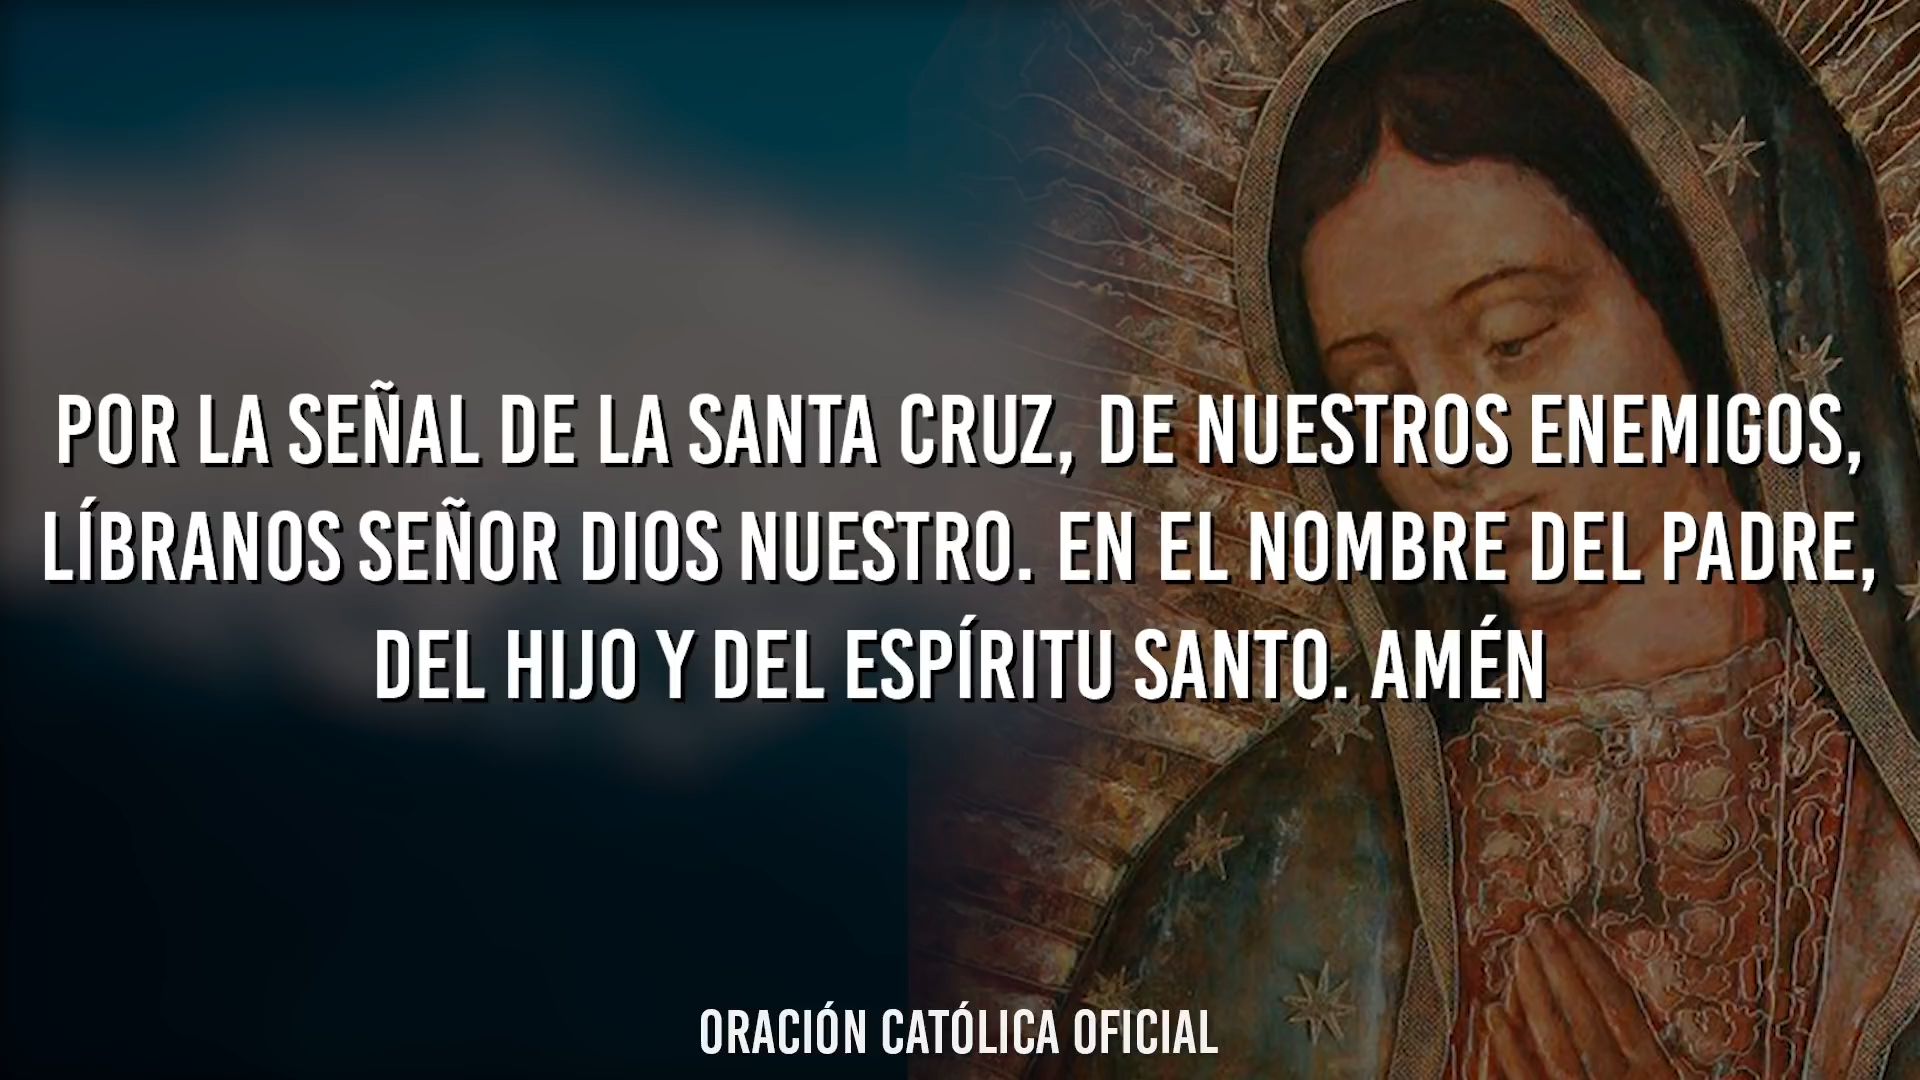 POR LA SEÑAL DE LA SANTA CRUZ, DE NUESTROS ENEMIGOS,
LÍBRANOS SEÑOR DIOS NUESTRO. EN EL NOMBRE DEL PADRE,
DEL HIJO Y DEL ESPÍRITU SANTO. AMÉN
ORACIÓN CATÓLICA OFICIAL